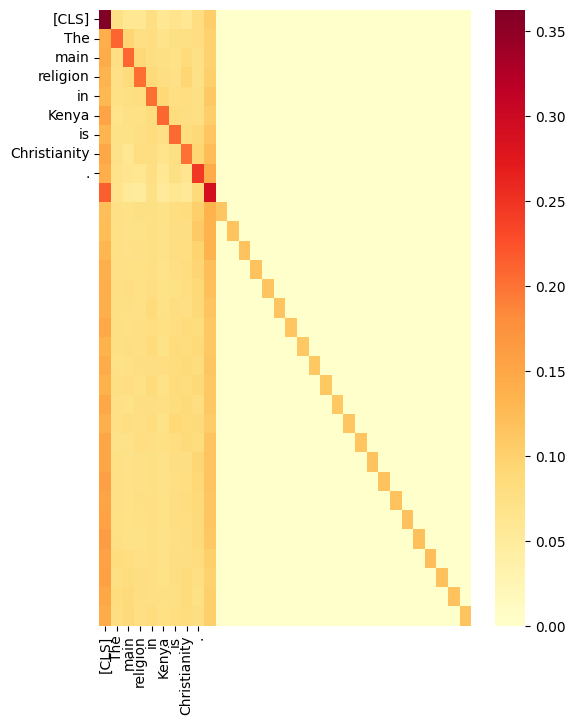 [CLS]
The
main
religion
in
Kenya
is
Christianity
.
0.35
0.30
0.25
0.20
0.15
0.10
0.05
0.00
[CLS]
The
main
religion
in
Kenya
is
Christianity
.